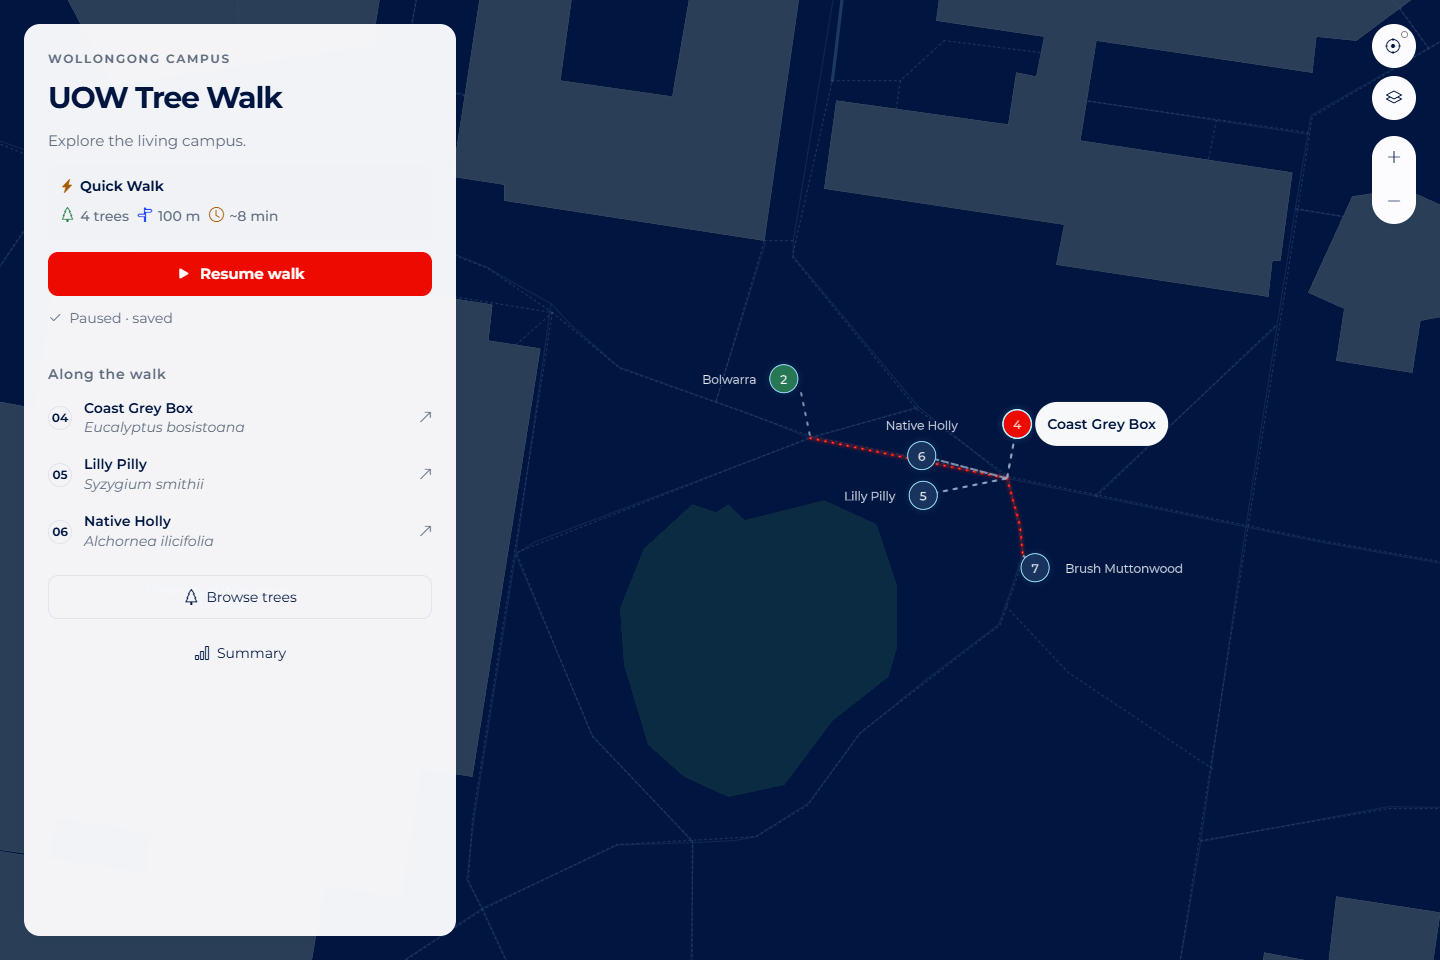 WOLLONGONG CAMPUS
UOW Tree Walk
Explore the living campus.
Quick Walk
4 trees 100 m ~8 min
Resume walk
Paused · saved
Along the walk
04 Coast Grey Box
Eucalyptus bosistoana
05 Lilly Pilly
Syzygium smithii
06 Native Holly
Alchornea ilicifolia
Browse trees
Summary
Bolwarra 2
Native Holly
4 Coast Grey Box
6
Lilly Pilly 5
7 Brush Muttonwood